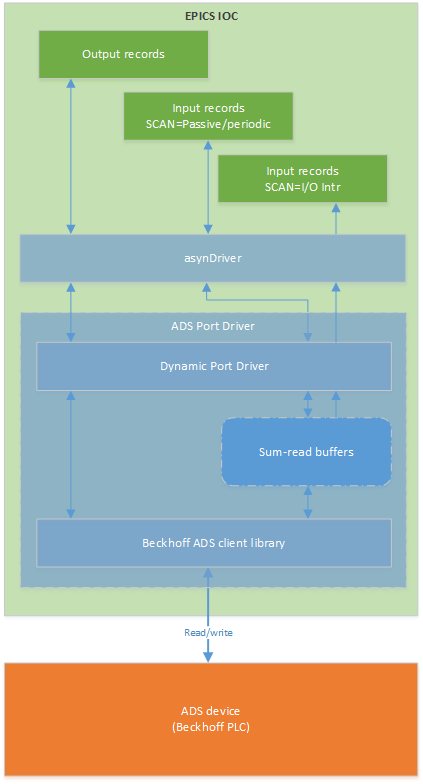 EPICS IOC
Output records
Input records
SCAN=Passive/periodic
Input records
SCAN=I/O Intr
asynDriver
ADS Port Driver
Dynamic Port Driver
Sum-read buffers
Beckhoff ADS client library
Read/write
ADS device
(Beckhoff PLC)